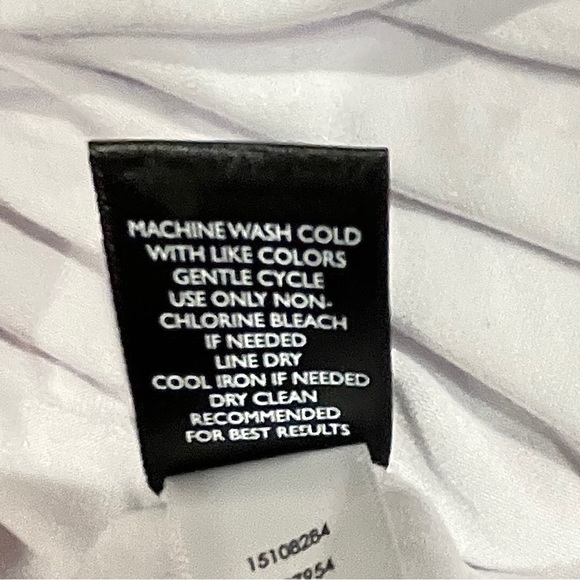 MACHINE WASH COLD
WITH LIKE COLORS
GENTLE CYCLE
USE ONLY NON-
CHLORINE BLEACH
IF NEEDED
LINE DRY
COOL IRON IF NEEDED
DRY CLEAN
RECOMMENDED
FOR BEST RESULTS
15108284
7954